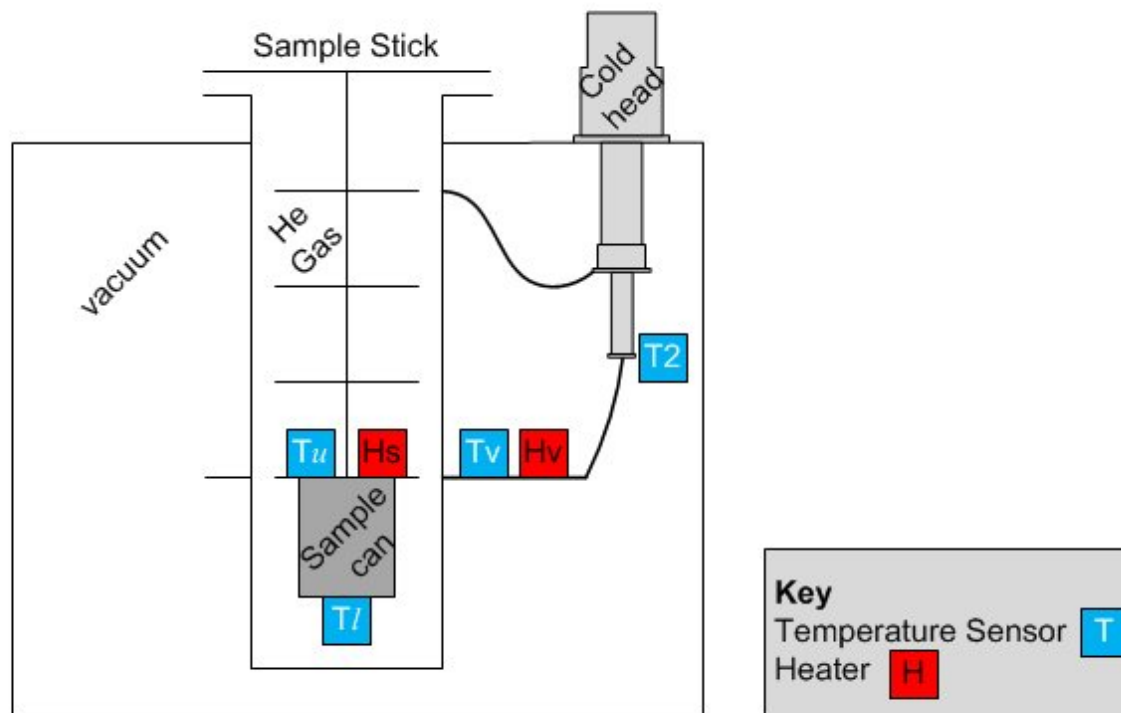 Sample Stick
Cold
head
He
Gas
vacuum
T2
Tu
Hs
Tv
Hv
Sample
can
Tl
Key
Temperature Sensor T
Heater H